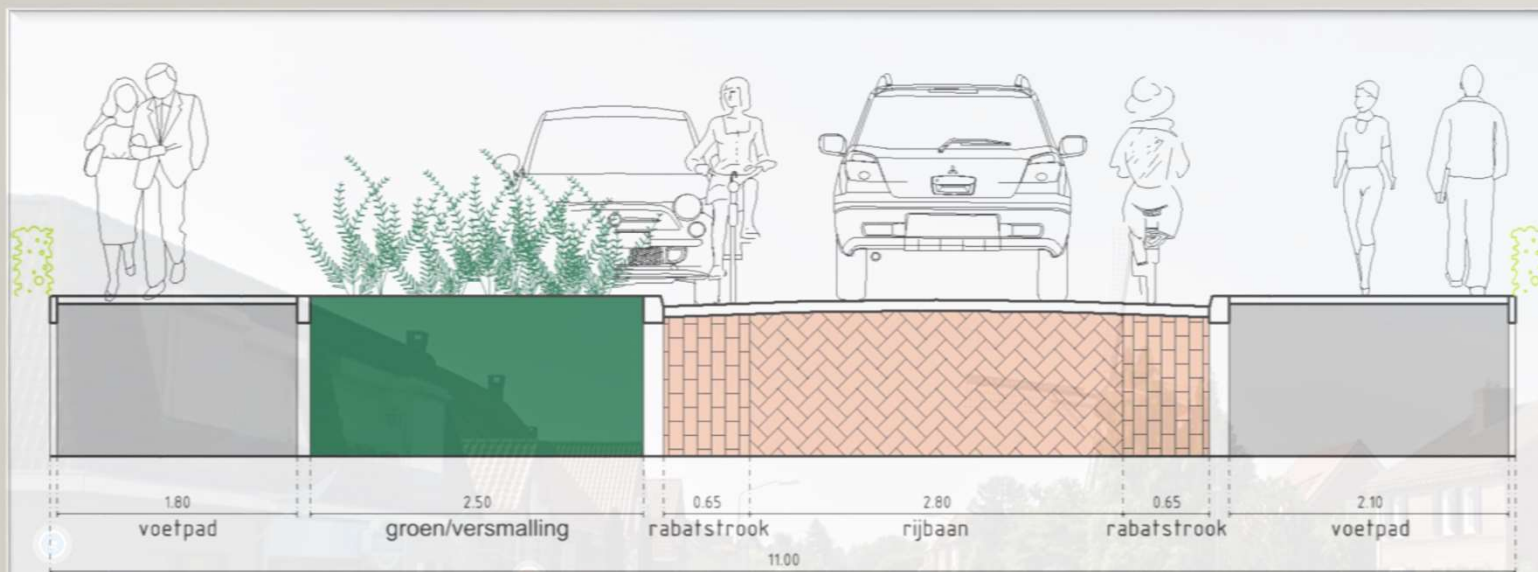 1.80 2.50 0.65 2.80 0.65 2.10
voetpad groen/versmalling rabatstrook rijbaan rabatstrook voetpad
11.00